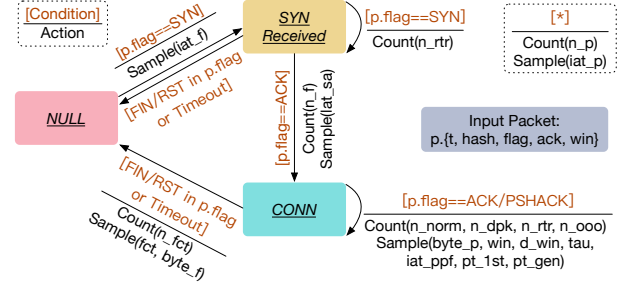 [Condition]
Action
[p.flag==SYN]
Sample(iat_f)
[FIN/RST in p.flag
or Timeout]
SYN
Received
[p.flag==SYN]
Count(n_rtr)
[*]
Count(n_p)
Sample(iat_p)
NULL
[p.flag==ACK]
Count(n_f)
Sample(lat_sa)
Input Packet:
p.{t, hash, flag, ack, win}
[FIN/RST in p.flag
or Timeout]
Count(n_fct)
Sample(fct, byte_f)
CONN
[p.flag==ACK/PSHACK]
Count(n_norm, n_dpk, n_rtr, n_ooo)
Sample(byte_p, win, d_win, tau,
iat_ppf, pt_1st, pt_gen)